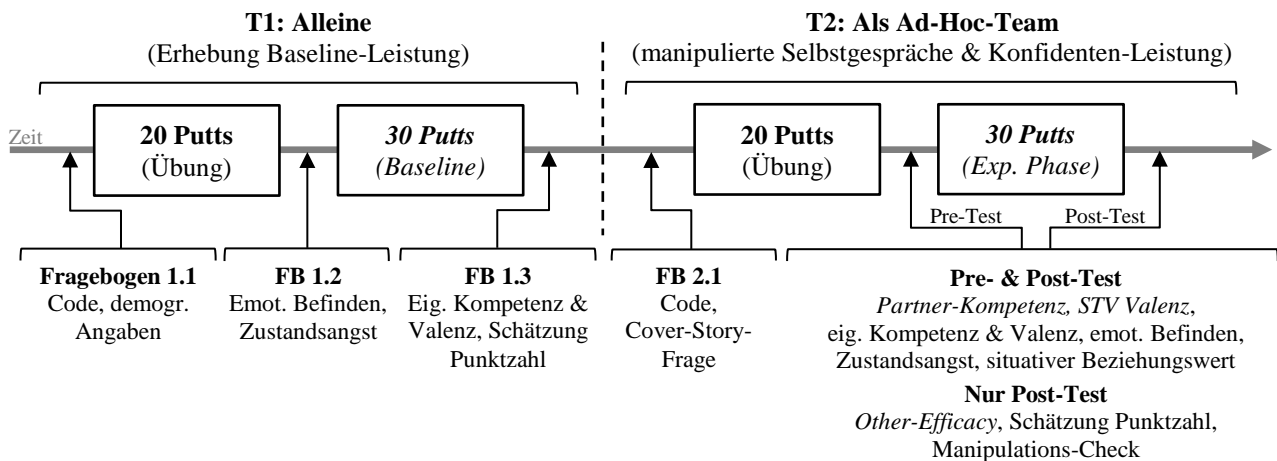 T1: Alleine
(Erhebung Baseline-Leistung)
T2: Als Ad-Hoc-Team
(manipulierte Selbstgespräche & Konfidenten-Leistung)
Zeit
20 Putts
(Übung)
30 Putts
(Baseline)
20 Putts
(Übung)
30 Putts
(Exp. Phase)
Pre-Test
Post-Test
Fragebogen 1.1
Code, demogr.
Angaben
FB 1.2
Emot. Befinden,
Zustandsangst
FB 1.3
Eig. Kompetenz &
Valenz, Schätzung
Punktzahl
FB 2.1
Code,
Cover-Story-
Frage
Pre- & Post-Test
Partner-Kompetenz, STV Valenz,
eig. Kompetenz & Valenz, emot. Befinden,
Zustandsangst, situativer Beziehungswert
Nur Post-Test
Other-Efficacy, Schätzung Punktzahl,
Manipulations-Check